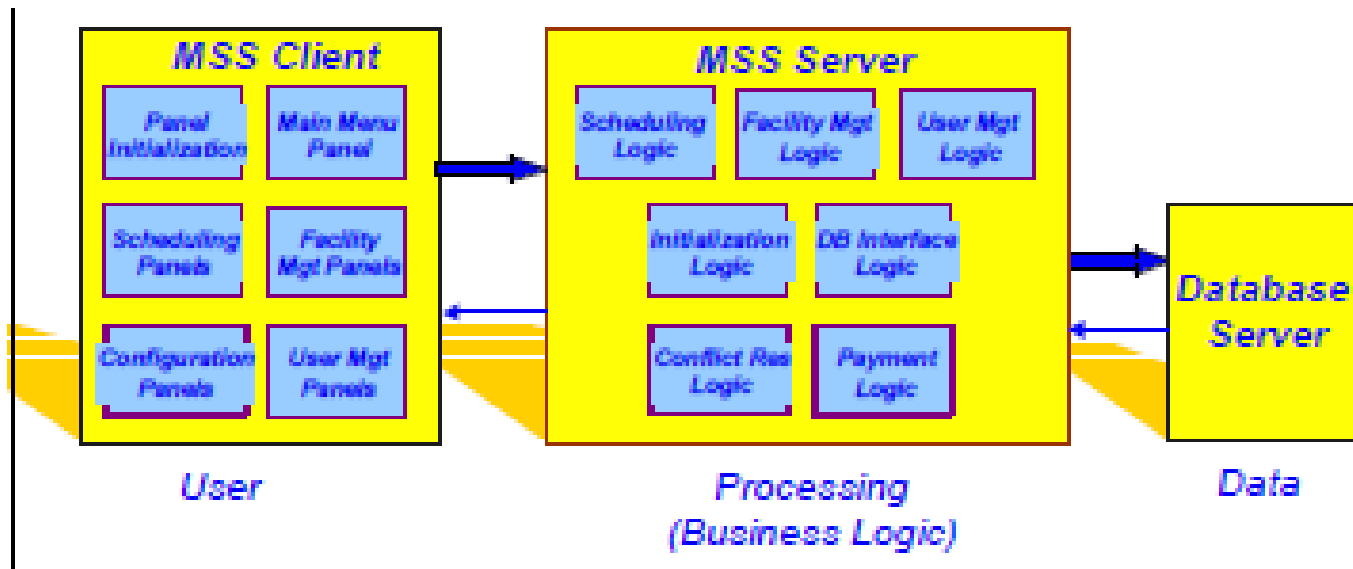 MSS Client
Panel
Initialization
Main Menu
Panel
Scheduling
Panels
Facility
Mgt Panels
Configuration
Panels
User Mgt
Panels
User
MSS Server
Scheduling
Logic
Facility Mgt
Logic
User Mgt
Logic
Initialization
Logic
DB Interface
Logic
Conflict Res
Logic
Payment
Logic
Processing
(Business Logic)
Database
Server
Data